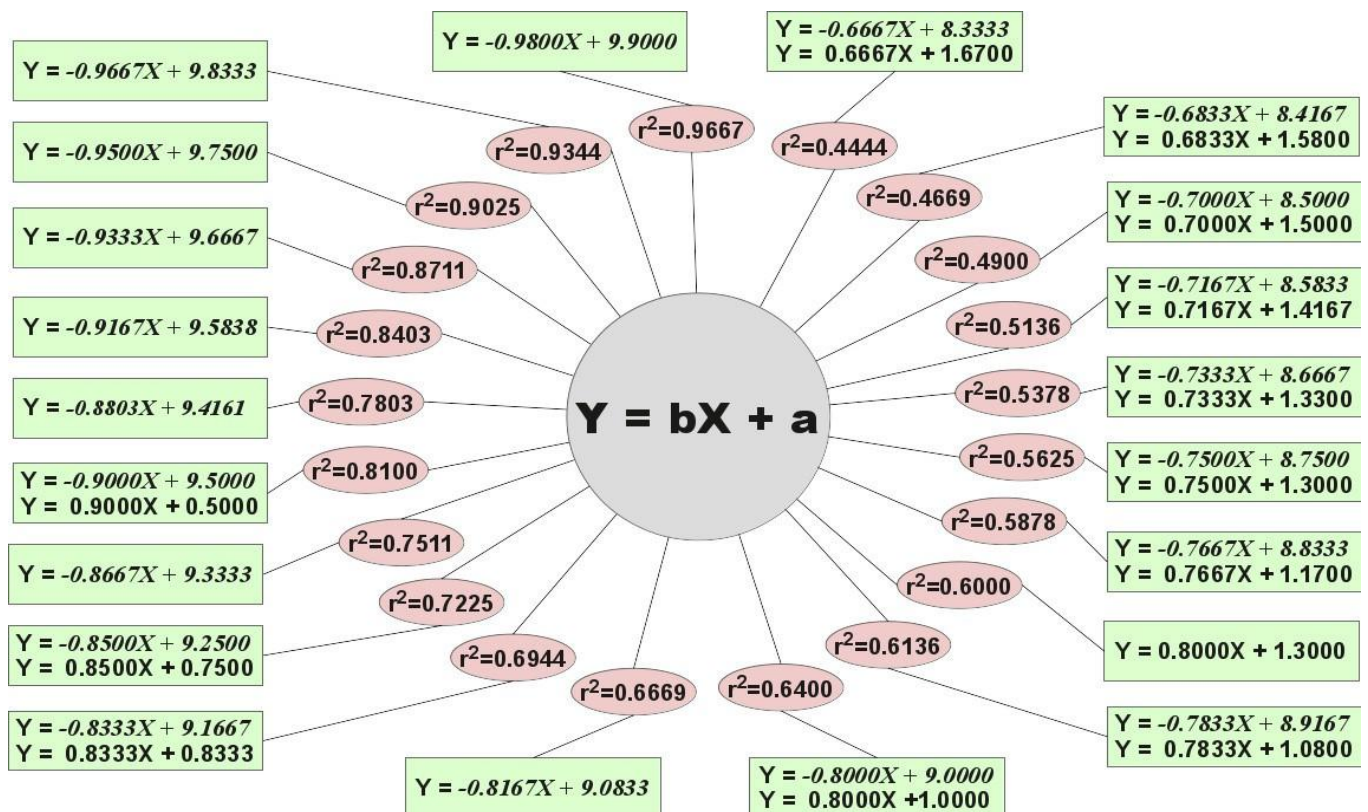 Y = bX + a
r²=0.9667
Y = -0.9800X + 9.9000
r²=0.4444
Y = -0.6667X + 8.3333
Y = 0.6667X + 1.6700
r²=0.4669
Y = -0.6833X + 8.4167
Y = 0.6833X + 1.5800
r²=0.4900
Y = -0.7000X + 8.5000
Y = 0.7000X + 1.5000
r²=0.5136
Y = -0.7167X + 8.5833
Y = 0.7167X + 1.4167
r²=0.5378
Y = -0.7333X + 8.6667
Y = 0.7333X + 1.3300
r²=0.5625
Y = -0.7500X + 8.7500
Y = 0.7500X + 1.3000
r²=0.5878
Y = -0.7667X + 8.8333
Y = 0.7667X + 1.1700
r²=0.6000
Y = 0.8000X + 1.3000
r²=0.6136
Y = -0.7833X + 8.9167
Y = 0.7833X + 1.0800
r²=0.6400
Y = -0.8000X + 9.0000
Y = 0.8000X +1.0000
r²=0.6669
Y = -0.8167X + 9.0833
r²=0.6944
Y = -0.8333X + 9.1667
Y = 0.8333X + 0.8333
r²=0.7225
Y = -0.8500X + 9.2500
Y = 0.8500X + 0.7500
r²=0.7511
Y = -0.8667X + 9.3333
r²=0.8100
Y = -0.9000X + 9.5000
Y = 0.9000X + 0.5000
r²=0.7803
Y = -0.8803X + 9.4161
r²=0.8403
Y = -0.9167X + 9.5838
r²=0.8711
Y = -0.9333X + 9.6667
r²=0.9025
Y = -0.9500X + 9.7500
r²=0.9344
Y = -0.9667X + 9.8333